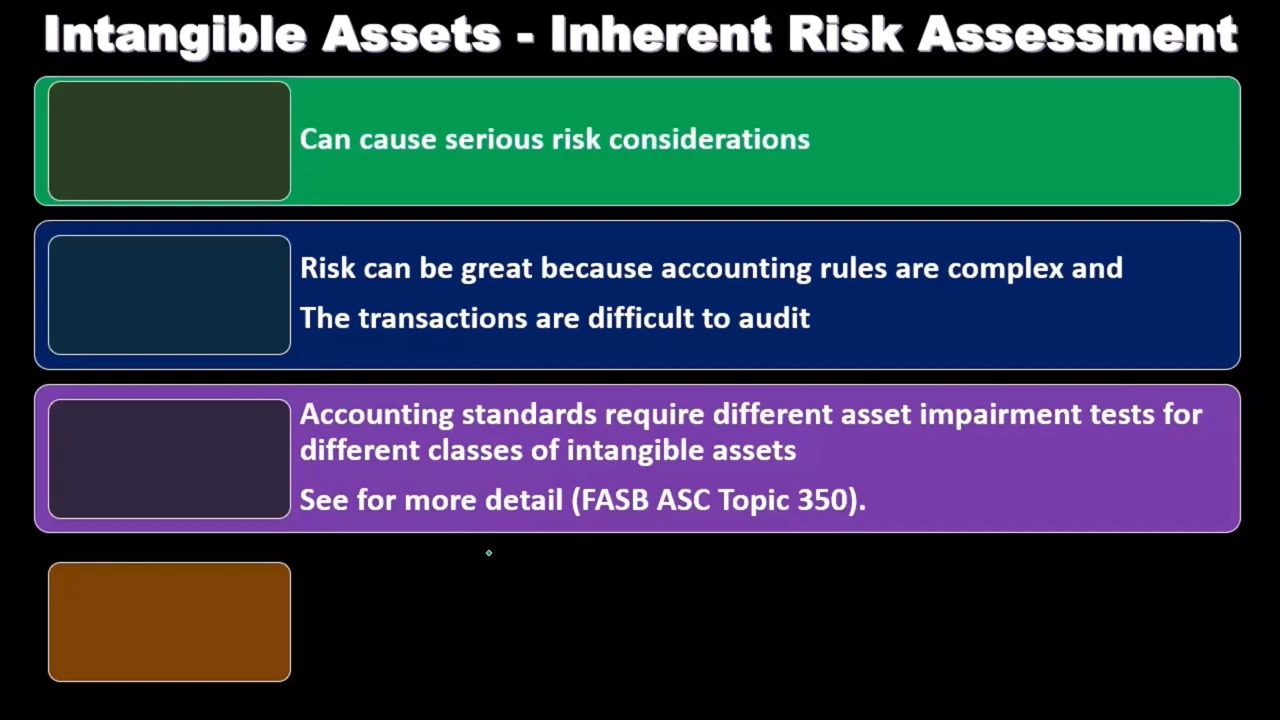 Intangible Assets - Inherent Risk Assessment
Can cause serious risk considerations
Risk can be great because accounting rules are complex and
The transactions are difficult to audit
Accounting standards require different asset impairment tests for
different classes of intangible assets
See for more detail (FASB ASC Topic 350).